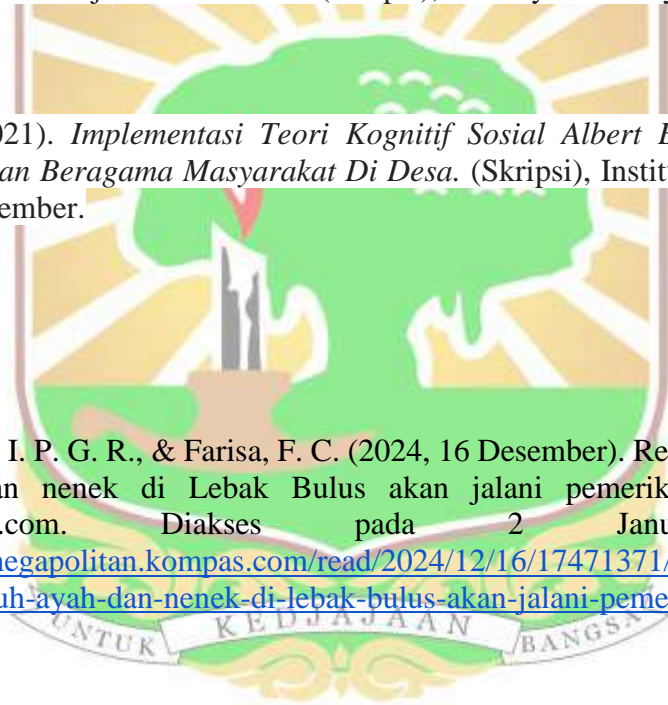 021). Implementasi Teori Kognitif Sosial Albert B
an Beragama Masyarakat Di Desa. (Skripsi), Institu
ember.
I. P. G. R., & Farisa, F. C. (2024, 16 Desember). Re
an nenek di Lebak Bulus akan jalani pemerik
.com. Diakses pada 2 Janu
negapolitan.kompas.com/read/2024/12/16/17471371/
uh-ayah-dan-nenek-di-lebak-bulus-akan-jalani-peme
UNTUK KEDJAJAAN BANGSA